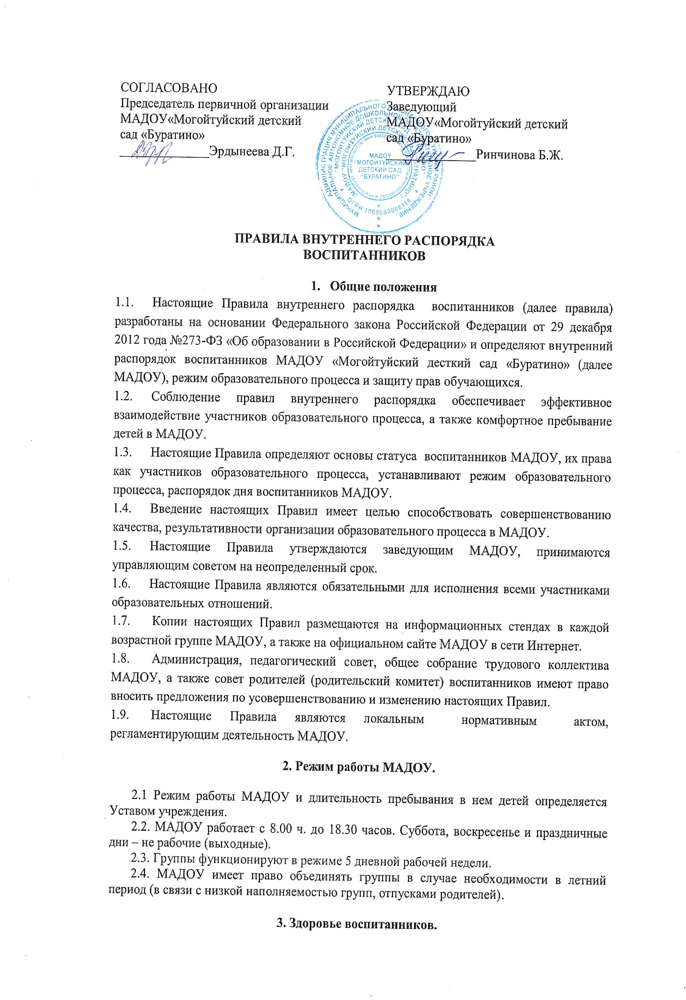 СОГЛАСОВАНО
Председатель первичной организации
МАДОУ«Могойтуйский детский
сад «Буратино»
______________Эрдынеева Д.Г.
УТВЕРЖДАЮ
Заведующий
МАДОУ«Могойтуйский детский
сад «Буратино»
______________Ринчинова Б.Ж.
МАДОУ
"МОГОЙТУЙСКИЙ
ДЕТСКИЙ САД
"БУРАТИНО"
ОГРН 1068080006114
ПРАВИЛА ВНУТРЕННЕГО РАСПОРЯДКА
ВОСПИТАННИКОВ
1. Общие положения
1.1. Настоящие Правила внутреннего распорядка воспитанников (далее правила)
разработаны на основании Федерального закона Российской Федерации от 29 декабря
2012 года №273-ФЗ «Об образовании в Российской Федерации» и определяют внутренний
распорядок воспитанников МАДОУ «Могойтуйский десткий сад «Буратино» (далее
МАДОУ), режим образовательного процесса и защиту прав обучающихся.
1.2. Соблюдение правил внутреннего распорядка обеспечивает эффективное
взаимодействие участников образовательного процесса, а также комфортное пребывание
детей в МАДОУ.
1.3. Настоящие Правила определяют основы статуса воспитанников МАДОУ, их права
как участников образовательного процесса, устанавливают режим образовательного
процесса, распорядок дня воспитанников МАДОУ.
1.4. Введение настоящих Правил имеет целью способствовать совершенствованию
качества, результативности организации образовательного процесса в МАДОУ.
1.5. Настоящие Правила утверждаются заведующим МАДОУ, принимаются
управляющим советом на неопределенный срок.
1.6. Настоящие Правила являются обязательными для исполнения всеми участниками
образовательных отношений.
1.7. Копии настоящих Правил размещаются на информационных стендах в каждой
возрастной группе МАДОУ, а также на официальном сайте МАДОУ в сети Интернет.
1.8. Администрация, педагогический совет, общее собрание трудового коллектива
МАДОУ, а также совет родителей (родительский комитет) воспитанников имеют право
вносить предложения по усовершенствованию и изменению настоящих Правил.
1.9. Настоящие Правила являются локальным нормативным актом,
регламентирующим деятельность МАДОУ.
2. Режим работы МАДОУ.
2.1 Режим работы МАДОУ и длительность пребывания в нем детей определяется
Уставом учреждения.
2.2. МАДОУ работает с 8.00 ч. до 18.30 часов. Суббота, воскресенье и праздничные
дни – не рабочие (выходные).
2.3. Группы функционируют в режиме 5 дневной рабочей недели.
2.4. МАДОУ имеет право объединять группы в случае необходимости в летний
период (в связи с низкой наполняемостью групп, отпусками родителей).
3. Здоровье воспитанников.